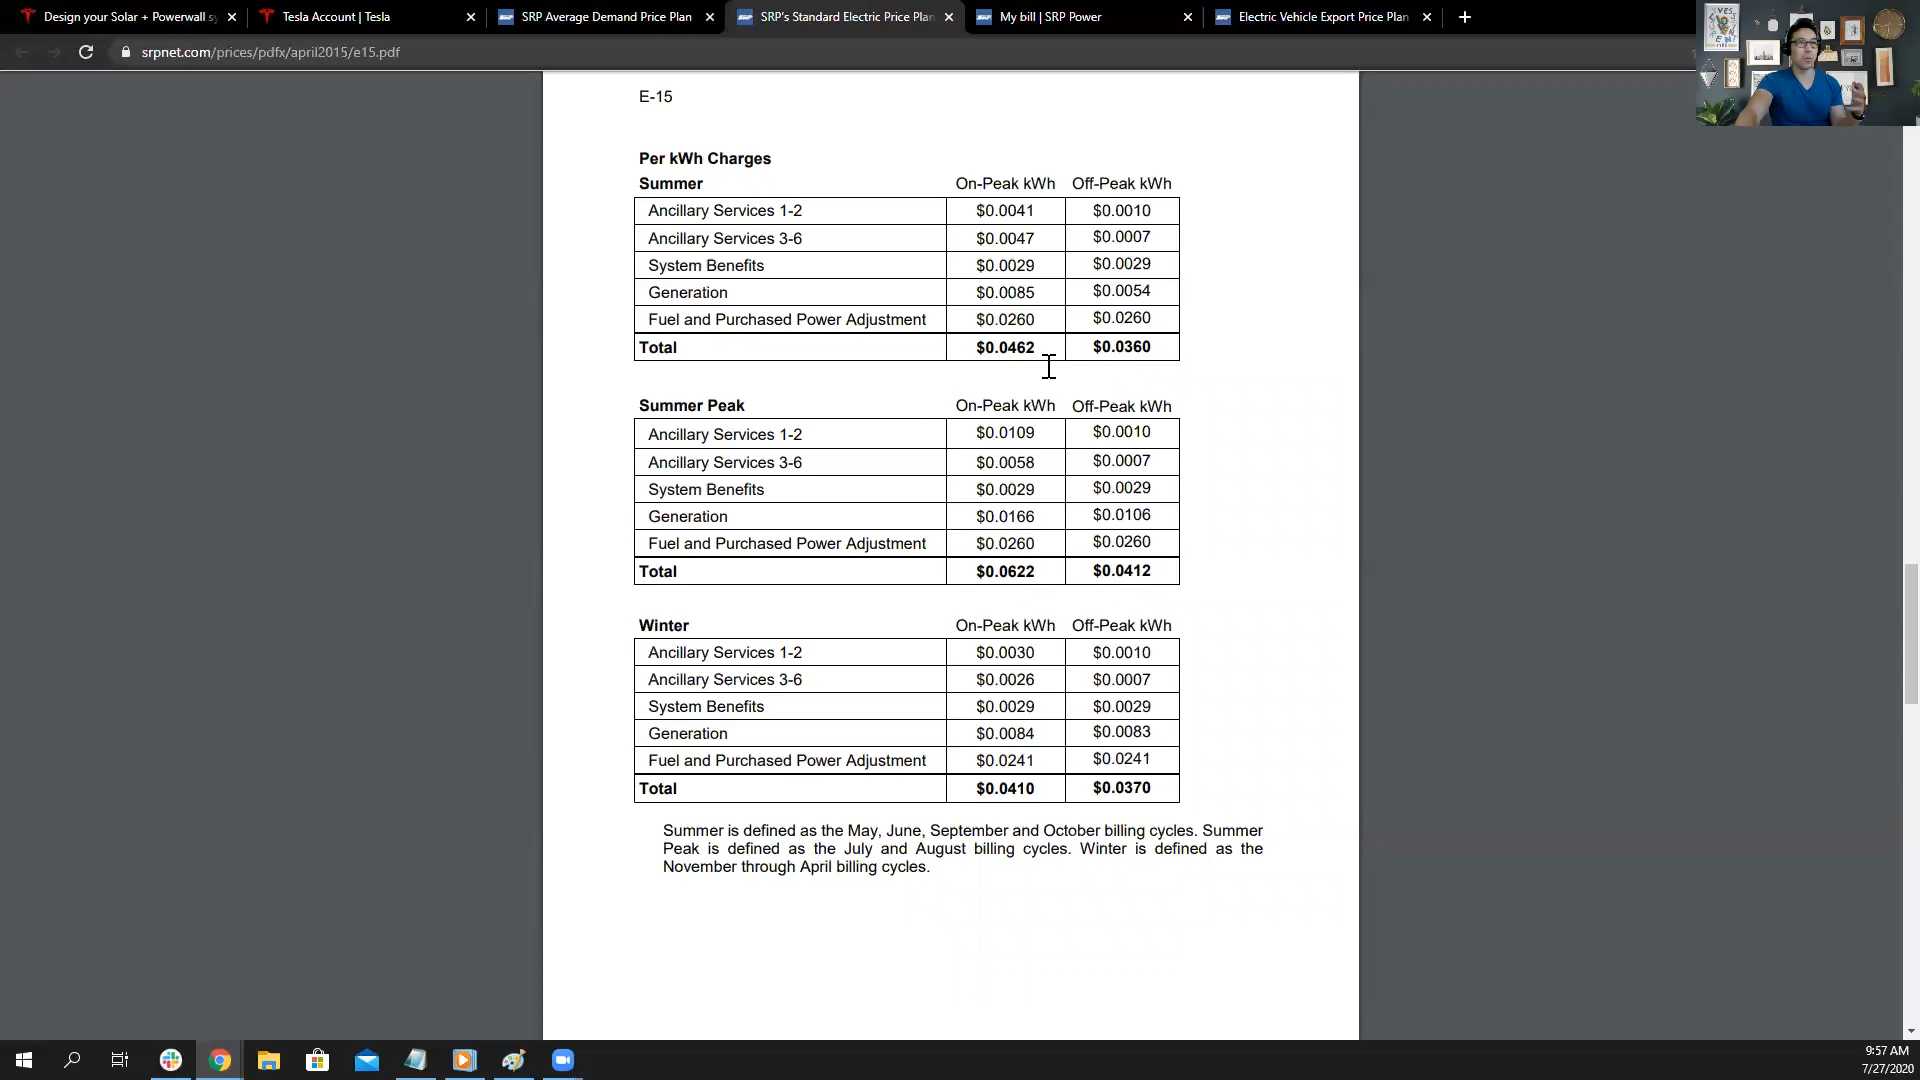 Design your Solar + Powerwall sy
Tesla Account | Tesla
SRP Average Demand Price Plan
SRP's Standard Electric Price Plan
My bill | SRP Power
Electric Vehicle Export Price Plan
srpnet.com/prices/pdfx/april2015/e15.pdf
E-15
Per kWh Charges
Summer On-Peak kWh Off-Peak kWh
Ancillary Services 1-2 $0.0041 $0.0010
Ancillary Services 3-6 $0.0047 $0.0007
System Benefits $0.0029 $0.0029
Generation $0.0085 $0.0054
Fuel and Purchased Power Adjustment $0.0260 $0.0260
Total $0.0462 $0.0360
Summer Peak On-Peak kWh Off-Peak kWh
Ancillary Services 1-2 $0.0109 $0.0010
Ancillary Services 3-6 $0.0058 $0.0007
System Benefits $0.0029 $0.0029
Generation $0.0166 $0.0106
Fuel and Purchased Power Adjustment $0.0260 $0.0260
Total $0.0622 $0.0412
Winter On-Peak kWh Off-Peak kWh
Ancillary Services 1-2 $0.0030 $0.0010
Ancillary Services 3-6 $0.0026 $0.0007
System Benefits $0.0029 $0.0029
Generation $0.0084 $0.0083
Fuel and Purchased Power Adjustment $0.0241 $0.0241
Total $0.0410 $0.0370
Summer is defined as the May, June, September and October billing cycles. Summer
Peak is defined as the July and August billing cycles. Winter is defined as the
November through April billing cycles.
9:57 AM
7/27/2020